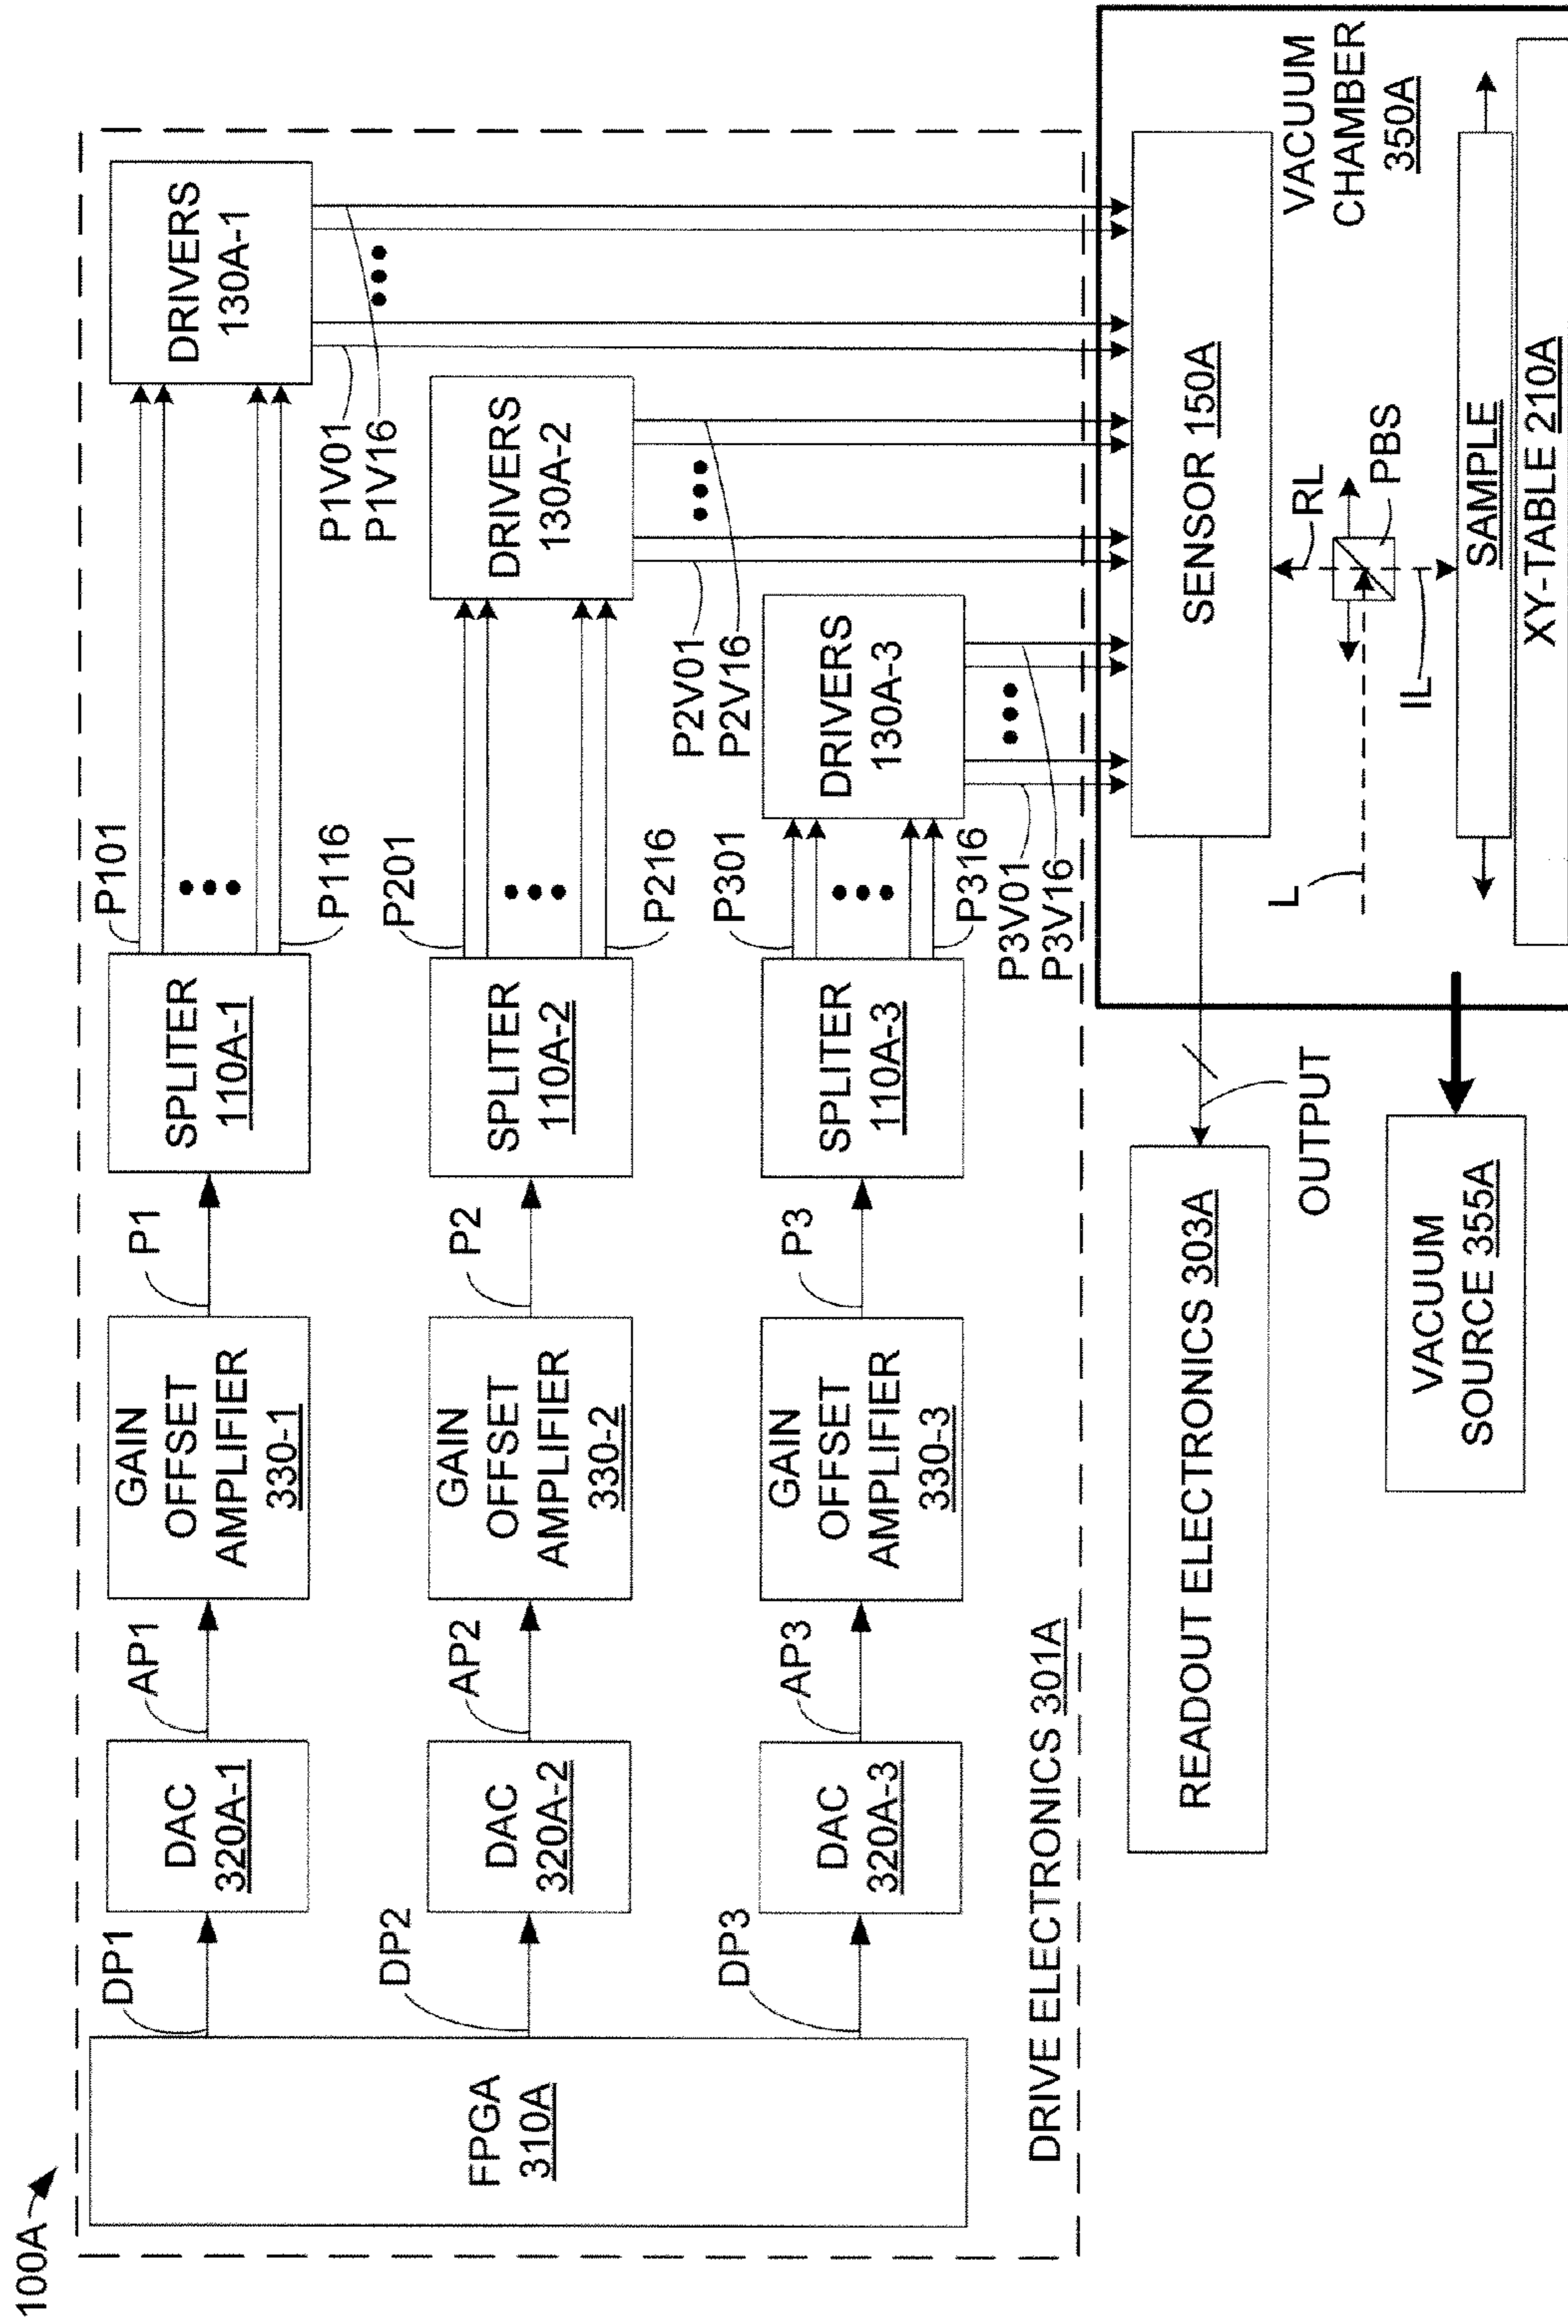 100A
DP1
DP2
DP3
FPGA
310A
DAC
320A-1
DAC
320A-2
DAC
320A-3
AP1
AP2
AP3
GAIN
OFFSET
AMPLIFIER
330-1
GAIN
OFFSET
AMPLIFIER
330-2
GAIN
OFFSET
AMPLIFIER
330-3
P1
P2
P3
SPLITER
110A-1
SPLITER
110A-2
SPLITER
110A-3
P101
P116
P201
P216
P301
P316
DRIVERS
130A-1
DRIVERS
130A-2
DRIVERS
130A-3
P1V01
P1V16
P2V01
P2V16
P3V01
P3V16
DRIVE ELECTRONICS 301A
READOUT ELECTRONICS 303A
OUTPUT
VACUUM
SOURCE 355A
SENSOR 150A
VACUUM
CHAMBER
350A
RL
PBS
L
IL
SAMPLE
XY-TABLE 210A